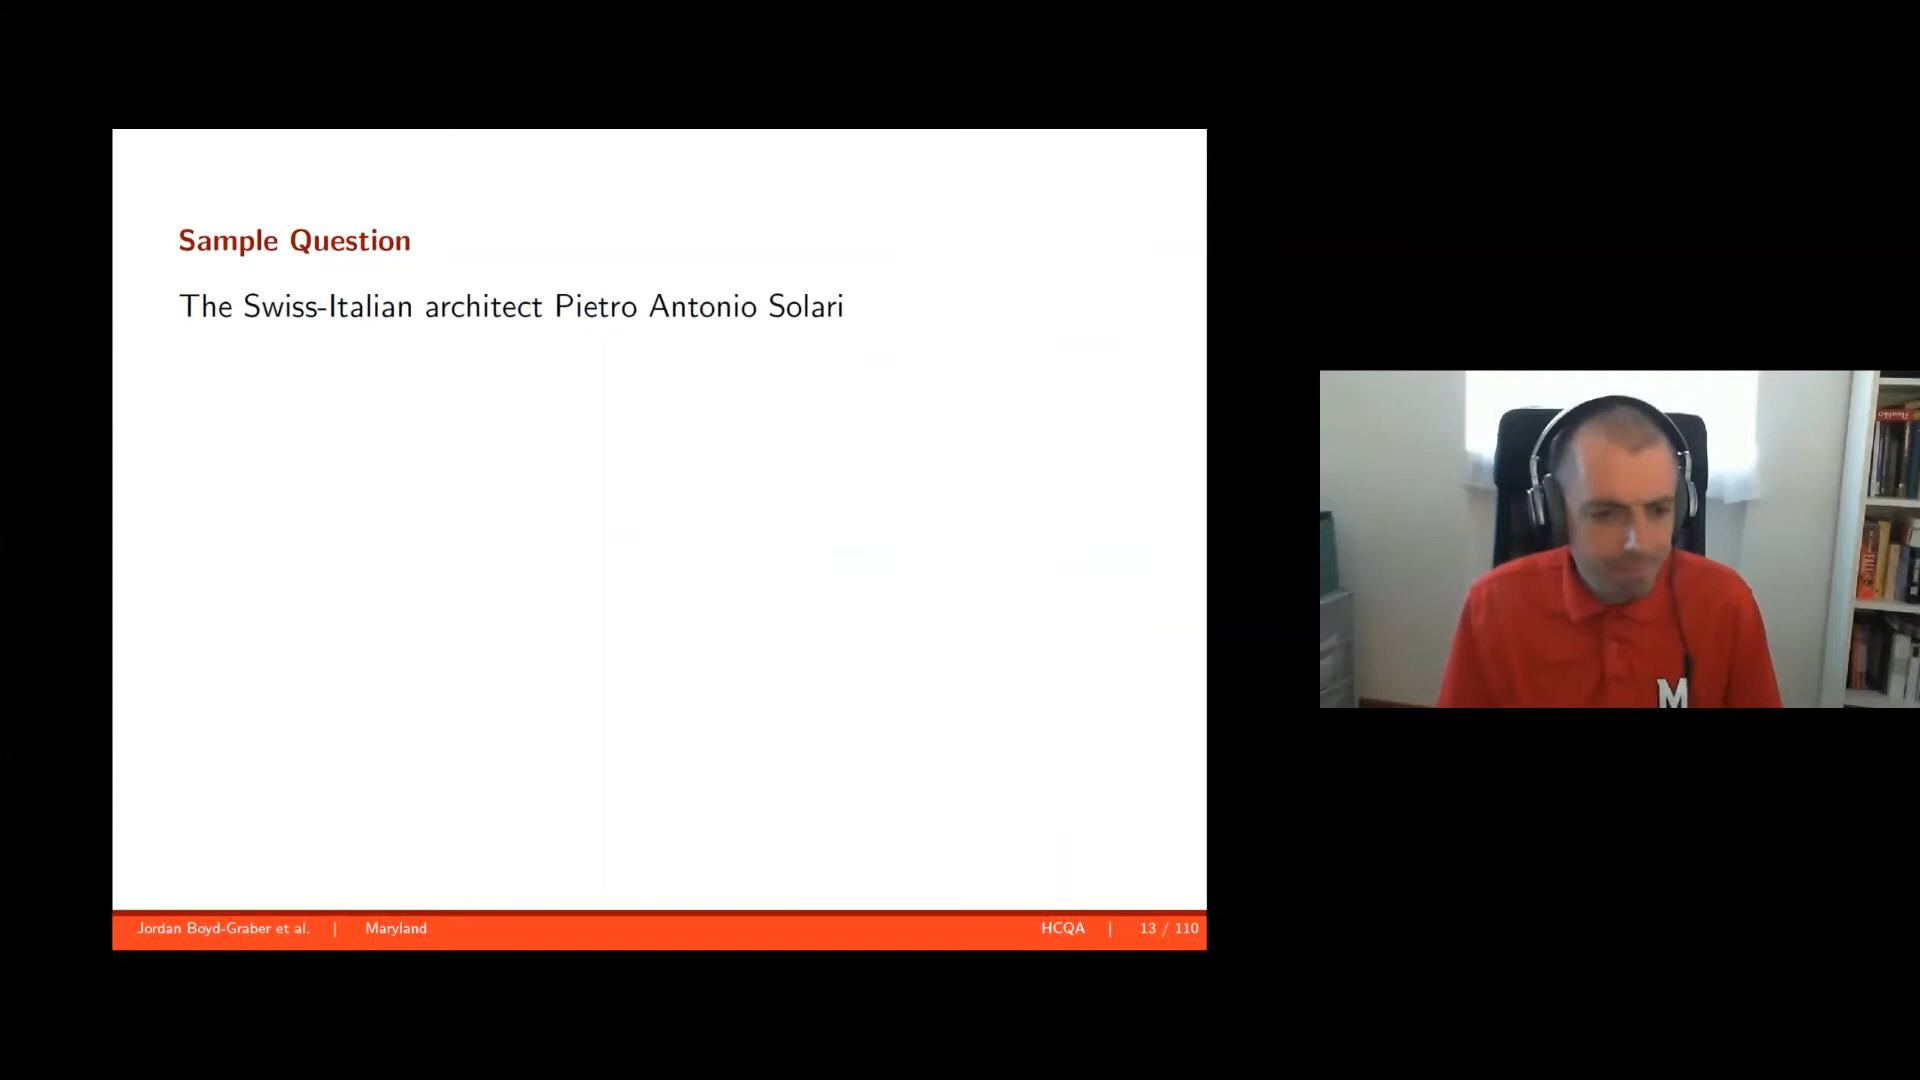 Sample Question
The Swiss-Italian architect Pietro Antonio Solari
Jordan Boyd-Graber et al. | Maryland HCQA | 13 / 110
M